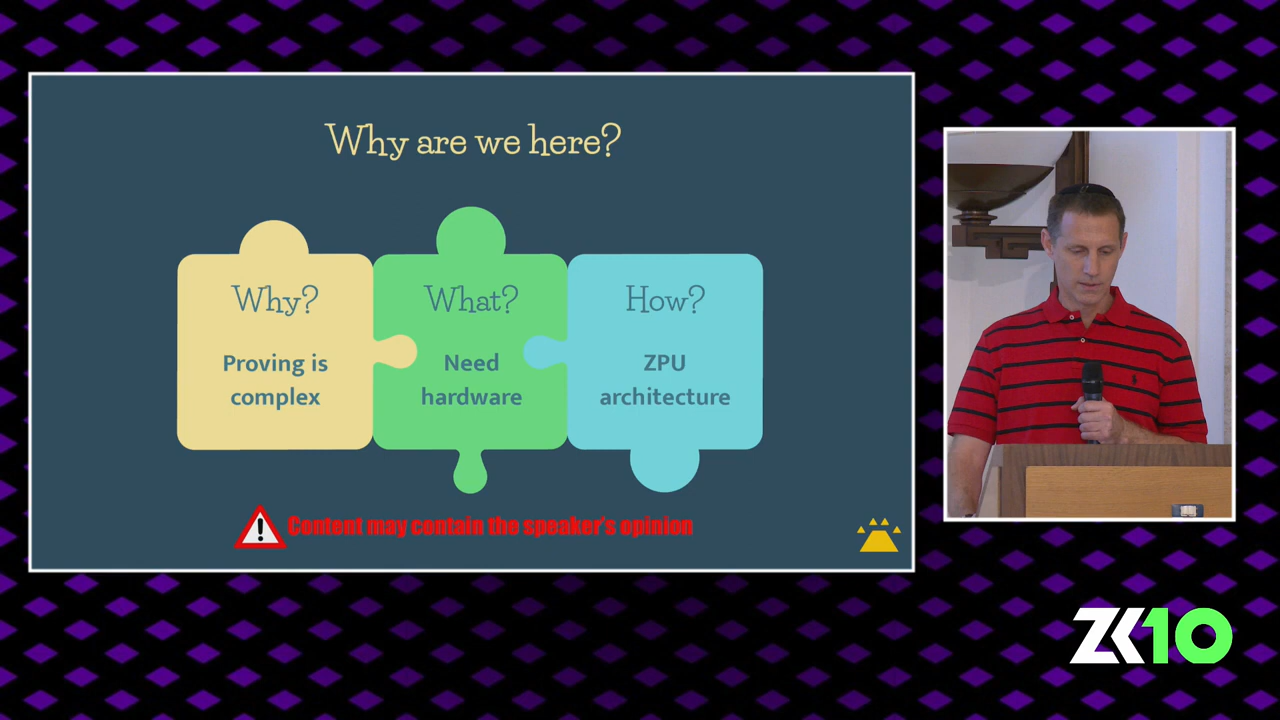 Why are we here?
Why?
Proving is
complex
What?
Need
hardware
How?
ZPU
architecture
Content may contain the speaker's opinion
ZK10